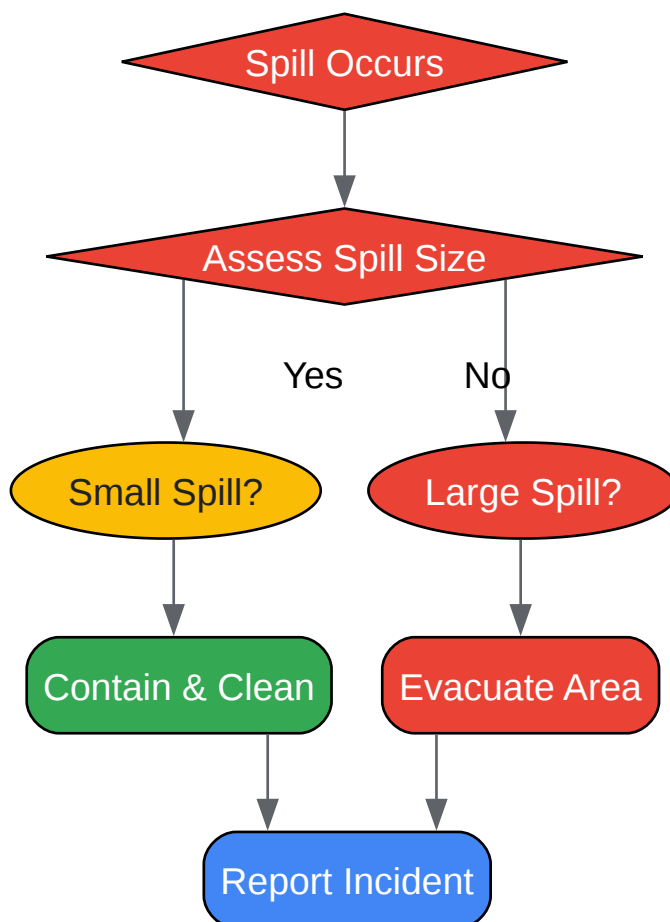 Spill Occurs
Assess Spill Size
Yes
No
Small Spill?
Large Spill?
Contain & Clean
Evacuate Area
Report Incident